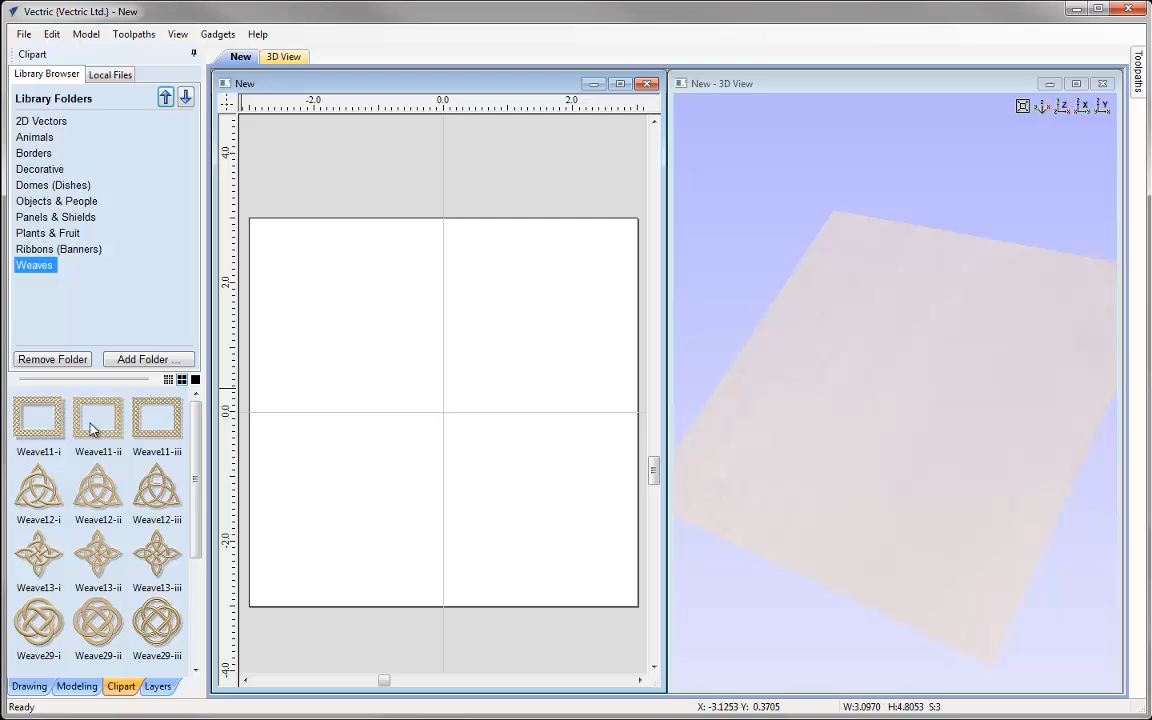 Vectric {Vectric Ltd.} - New
File Edit Model Toolpaths View Gadgets Help
Clipart
Library Browser Local Files
Library Folders
2D Vectors
Animals
Borders
Decorative
Domes (Dishes)
Objects & People
Panels & Shields
Plants & Fruit
Ribbons (Banners)
Weaves
Remove Folder Add Folder ...
Weave11-i Weave11-ii Weave11-iii
Weave12-i Weave12-ii Weave12-iii
Weave13-i Weave13-ii Weave13-iii
Weave29-i Weave29-ii Weave29-iii
Drawing Modeling Clipart Layers
New 3D View
New
-2.0 0.0 2.0
4.0
2.0
0.0
-2.0
-4.0
New - 3D View
Z X Y
Toolpaths
Ready
X: -3.1253 Y: 0.3705 W:3.0970 H:4.8053 S:3